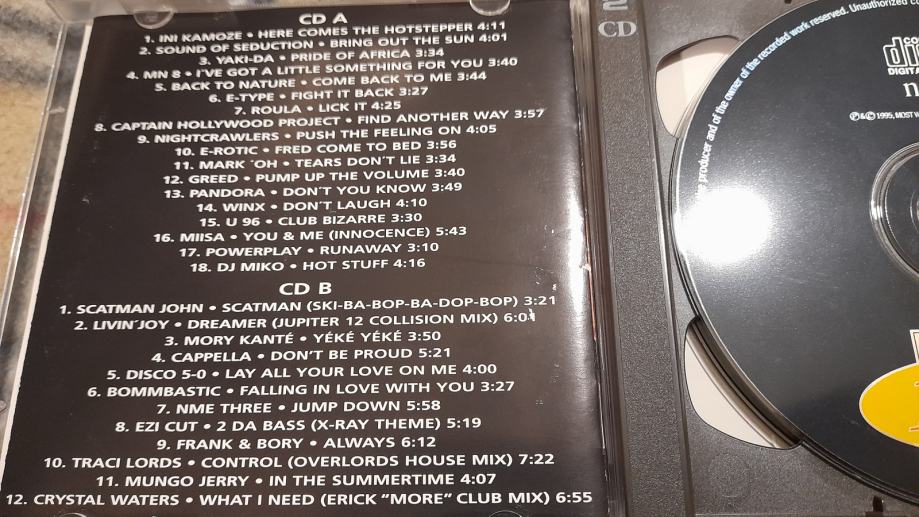 CD A
1. INI KAMOZE • HERE COMES THE HOTSTEPPER 4:11
2. SOUND OF SEDUCTION • BRING OUT THE SUN 4:01
3. YAKI-DA • PRIDE OF AFRICA 3:34
4. MN 8 • I'VE GOT A LITTLE SOMETHING FOR YOU 3:40
5. BACK TO NATURE • COME BACK TO ME 3:44
6. E-TYPE • FIGHT IT BACK 3:27
7. ROULA • LICK IT 4:25
8. CAPTAIN HOLLYWOOD PROJECT • FIND ANOTHER WAY 3:57
9. NIGHTCRAWLERS • PUSH THE FEELING ON 4:05
10. E-ROTIC • FRED COME TO BED 3:56
11. MARK ´OH • TEARS DON´T LIE 3:34
12. GREED • PUMP UP THE VOLUME 3:40
13. PANDORA • DON´T YOU KNOW 3:49
14. WINX • DON´T LAUGH 4:10
15. U 96 • CLUB BIZARRE 3:30
16. MIISA • YOU & ME (INNOCENCE) 5:43
17. POWERPLAY • RUNAWAY 3:10
18. DJ MIKO • HOT STUFF 4:16
CD B
1. SCATMAN JOHN • SCATMAN (SKI-BA-BOP-BA-DOP-BOP) 3:21
2. LIVIN´JOY • DREAMER (JUPITER 12 COLLISION MIX) 6:01
3. MORY KANTÉ • YÉKÉ YÉKÉ 3:50
4. CAPPELLA • DON'T BE PROUD 5:21
5. DISCO 5-0 • LAY ALL YOUR LOVE ON ME 4:00
6. BOMMBASTIC • FALLING IN LOVE WITH YOU 3:27
7. NME THREE • JUMP DOWN 5:58
8. EZI CUT • 2 DA BASS (X-RAY THEME) 5:19
9. FRANK & BORY • ALWAYS 6:12
10. TRACI LORDS • CONTROL (OVERLORDS HOUSE MIX) 7:22
11. MUNGO JERRY • IN THE SUMMERTIME 4:07
12. CRYSTAL WATERS • WHAT I NEED (ERICK "MORE" CLUB MIX) 6:55
2
CD
producer and of the owner of the recorded work reserved. Unauthorized
DIGITAL
℗&© 1995, MOST